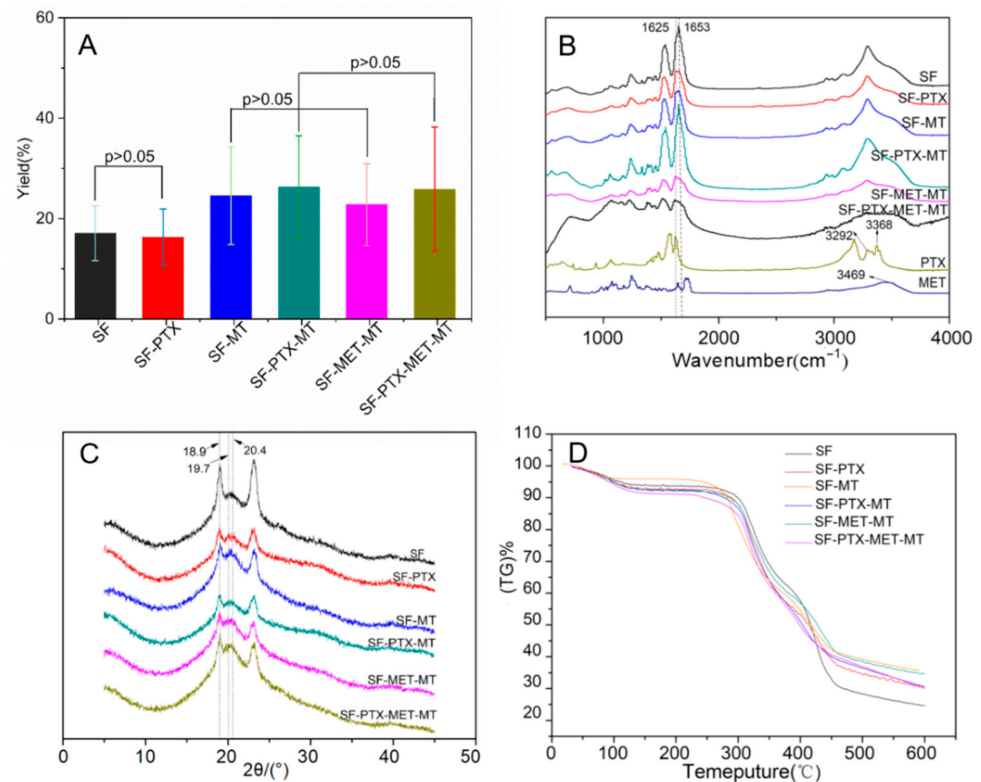 A
60
40
20
0
Yield(%)
p>0.05
p>0.05
p>0.05
SF
SF-PTX
SF-MT
SF-PTX-MT
SF-MET-MT
SF-PTX-MET-MT
B
1625
1653
SF
SF-PTX
SF-MT
SF-PTX-MT
SF-MET-MT
SF-PTX-MET-MT
3292
3368
PTX
3469
MET
500 1000 2000 3000 4000
Wavenumber(cm⁻¹)
C
18.9
20.4
19.7
SF
SF-PTX
SF-MT
SF-PTX-MT
SF-MET-MT
SF-PTX-MET-MT
0 10 20 30 40 50
2θ/(°)
D
110
100
90
80
70
60
50
40
30
20
(TG)%
SF
SF-PTX
SF-MT
SF-PTX-MT
SF-MET-MT
SF-PTX-MET-MT
0 100 200 300 400 500 600
Temeputure(℃)